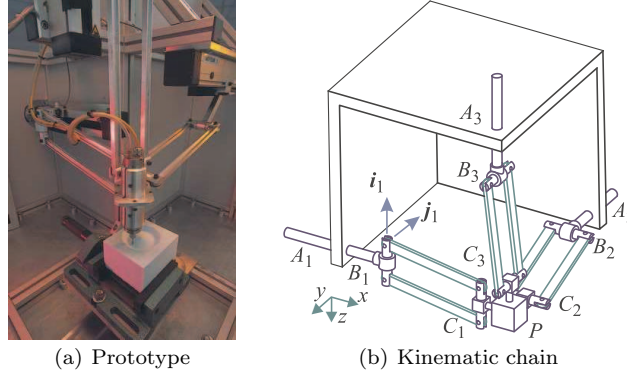 A3
B3
i1
j1
A
A1
B1
C3
B2
y
x
z
C1
P
C2
(a) Prototype
(b) Kinematic chain